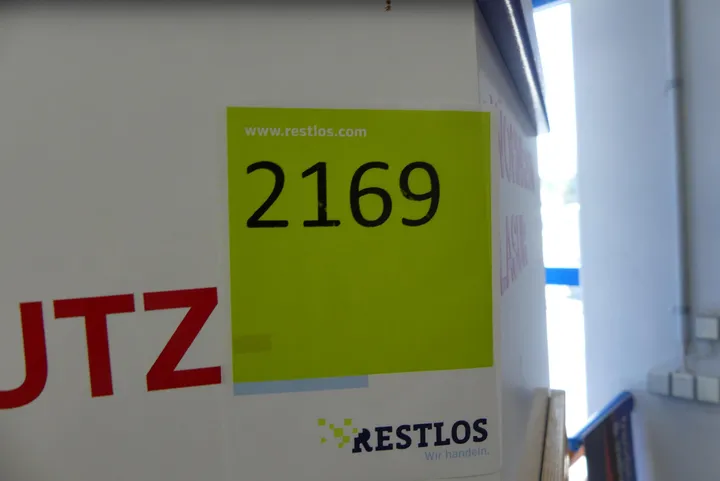 www.restlos.com
2169
UTZ
RESTLOS
Wir handeln.